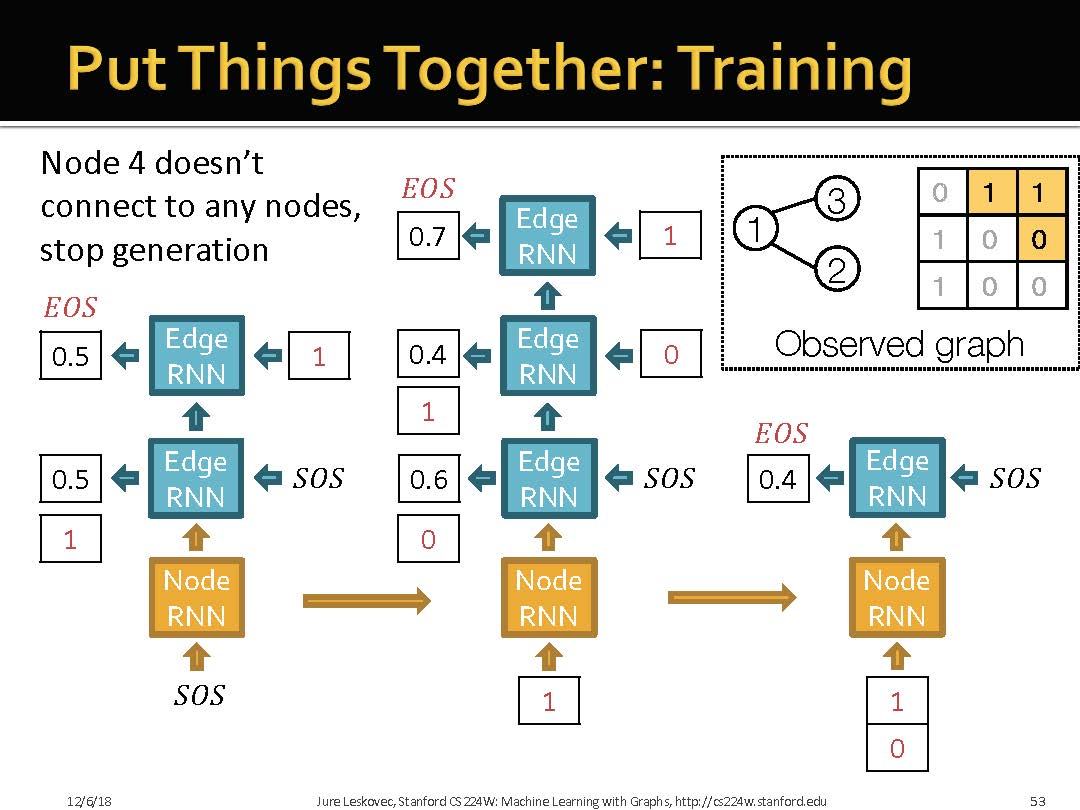 Put Things Together: Training
Node 4 doesn’t
connect to any nodes,
stop generation
EOS
0.7
Edge
RNN
1
1
3
2
0 1 1
1 0 0
1 0 0
Observed graph
EOS
0.5
Edge
RNN
1
0.4
Edge
RNN
0
1
0.5
Edge
RNN
SOS
1
0.6
Edge
RNN
SOS
0
EOS
0.4
Edge
RNN
SOS
Node
RNN
Node
RNN
Node
RNN
SOS
1
1
0
12/6/18
Jure Leskovec, Stanford CS224W: Machine Learning with Graphs, http://cs224w.stanford.edu
53